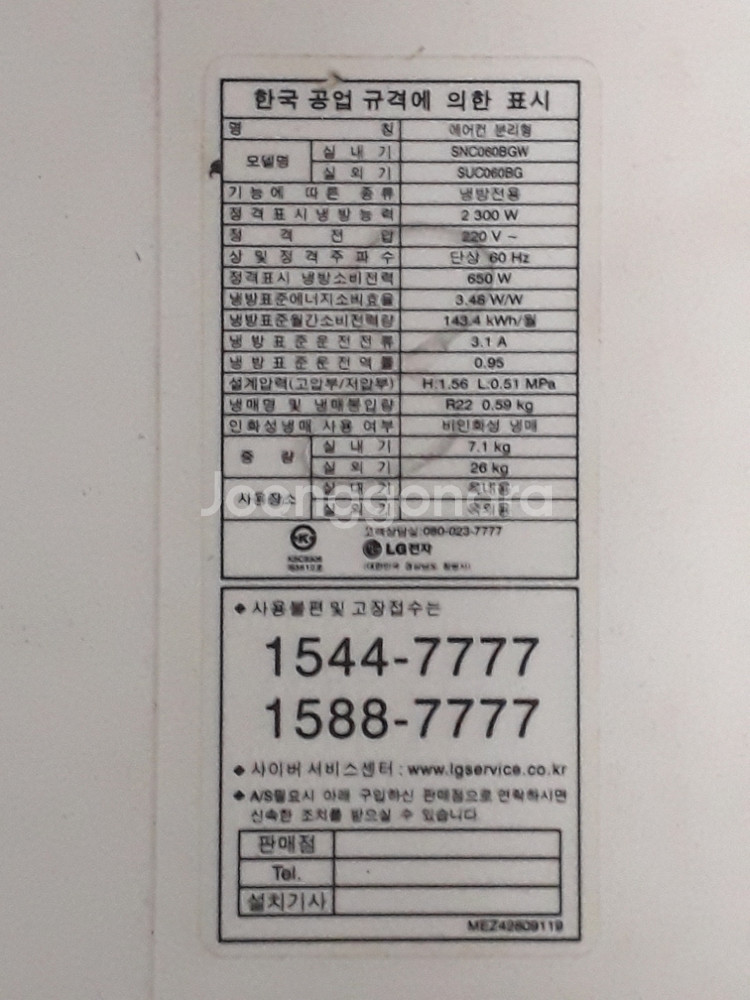 한국 공업 규격에 의한 표시
명 칭 에어컨 분리형
모델명 실 내 기 SNC060BGW
실 외 기 SUC060BG
기 능 에 따 른 종 류 냉방전용
정 격 표 시 냉 방 능 력 2 300 W
정 격 전 압 220 V ~
상 및 정 격 주 파 수 단상 60 Hz
정격표시 냉방소비전력 650 W
냉방표준에너지소비효율 3.46 W/W
냉방표준월간소비전력량 143.4 kWh/월
냉 방 표 준 운 전 전 류 3.1 A
냉 방 표 준 운 전 역 률 0.95
설계압력(고압부/저압부) H:1.56 L:0.51 MPa
냉매명 및 냉매봉입량 R22 0.59 kg
인화성냉매 사용 여부 비인화성 냉매
중 량 실 내 기 7.1 kg
실 외 기 26 kg
사용장소 실 내 기 옥내용
실 외 기 옥외용
Joonggonara
고객상담실 080-023-7777
LG전자
◆ 사용불편 및 고장접수는
1544-7777
1588-7777
◆ 사이버 서비스센터 : www.lgservice.co.kr
◆ A/S필요시 아래 구입하신 판매점으로 연락하시면
신속한 조치를 받으실 수 있습니다
판매점
Tel.
설치기사
MEZ42809119